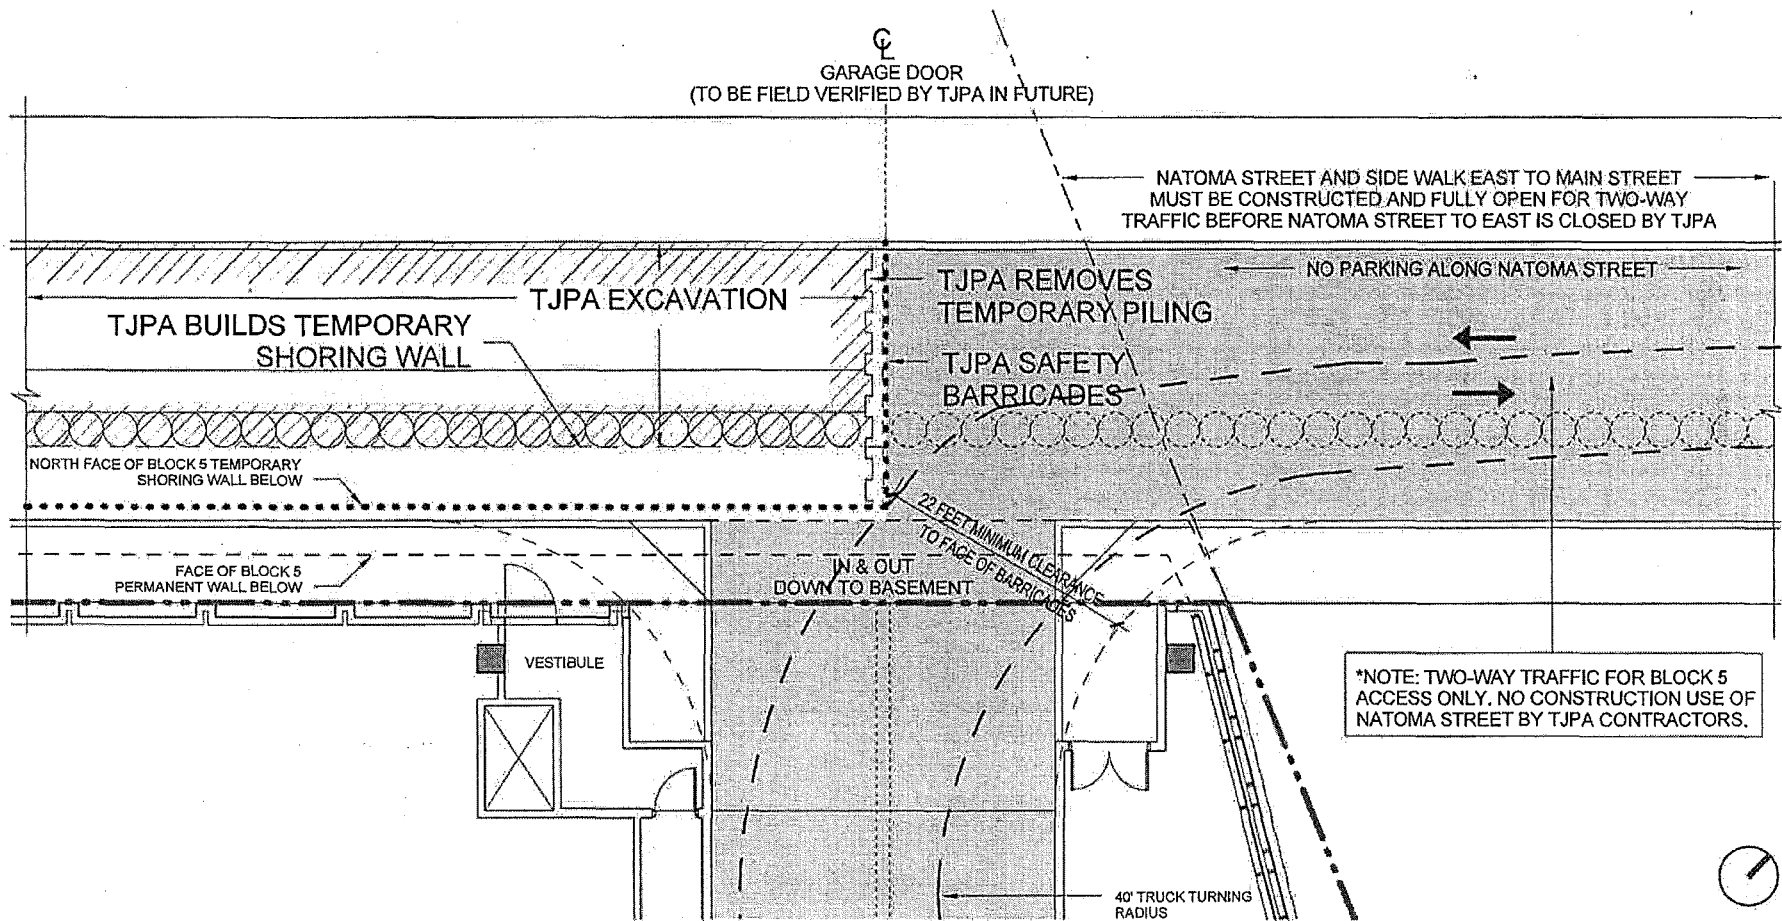 ℄
GARAGE DOOR
(TO BE FIELD VERIFIED BY TJPA IN FUTURE)
NATOMA STREET AND SIDE WALK EAST TO MAIN STREET
MUST BE CONSTRUCTED AND FULLY OPEN FOR TWO-WAY
TRAFFIC BEFORE NATOMA STREET TO EAST IS CLOSED BY TJPA
NO PARKING ALONG NATOMA STREET
TJPA EXCAVATION
TJPA BUILDS TEMPORARY
SHORING WALL
TJPA REMOVES
TEMPORARY PILING
TJPA SAFETY
BARRICADES
NORTH FACE OF BLOCK 5 TEMPORARY
SHORING WALL BELOW
22 FEET MINIMUM CLEARANCE
TO FACE OF BARRICADES
FACE OF BLOCK 5
PERMANENT WALL BELOW
IN & OUT
DOWN TO BASEMENT
VESTIBULE
*NOTE: TWO-WAY TRAFFIC FOR BLOCK 5
ACCESS ONLY. NO CONSTRUCTION USE OF
NATOMA STREET BY TJPA CONTRACTORS.
40' TRUCK TURNING
RADIUS